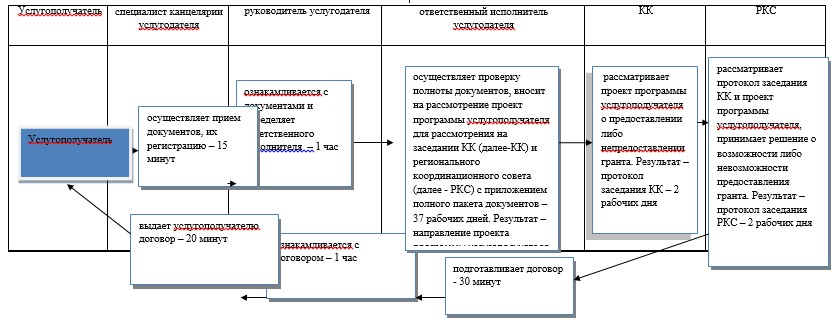 Услугополучатель
специалист канцелярии
услугодателя
руководитель услугодателя
ответственный исполнитель
услугодателя
КК
РКС
Услугополучатель
осуществляет прием
документов, их
регистрацию – 15
минут
ознакамливается с
документами и
– 1 час
осуществляет проверку
полноты документов, вносит
на рассмотрение проект
программы услугополучателя
для рассмотрения на
заседании КК (далее-КК) и
регионального
координационного совета
(далее - РКС) с приложением
полного пакета документов –
37 рабочих дней. Результат –
направление проекта
рассматривает
проект программы
услугополучателя
о предоставлении
либо
непредоставлении
гранта. Результат –
протокол
заседания КК – 2
рабочих дня
рассматривает
протокол заседания
КК и проект
программы
услугополучателя,
принимает решение о
возможности либо
невозможности
предоставления
гранта. Результат –
протокол заседания
РКС – 2 рабочих дня
выдает услугополучателю
договор – 20 минут
– 1 час
подготавливает договор
- 30 минут